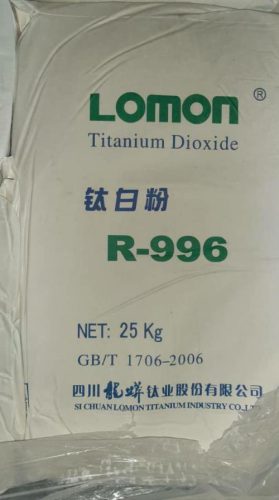 LOMON ®
Titanium Dioxide
钛白粉
R-996
NET: 25 Kg
GB/T 1706-2006
四川龙蟒钛业股份有限公司
SI CHUAN LOMON TITANIUM INDUSTRY CO., LTD